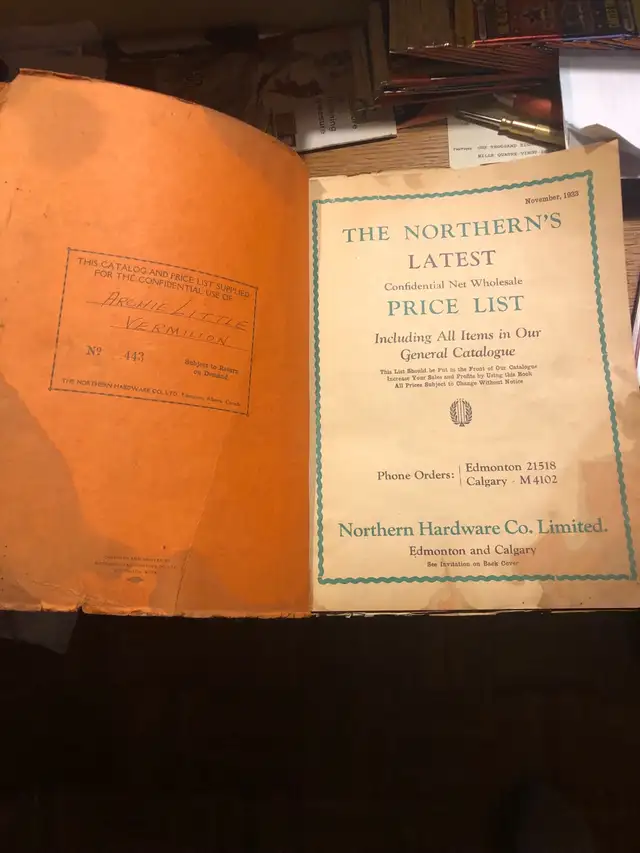 THIS CATALOG AND PRICE LIST SUPPLIED
FOR THE CONFIDENTIAL USE OF
ARCHIE LITTLE
VERMILION
Nº 443
Subject to Return
on Demand.
THE NORTHERN HARDWARE CO. LTD.
November, 1933
THE NORTHERN'S
LATEST
Confidential Net Wholesale
PRICE LIST
Including All Items in Our
General Catalogue
This List Should be Put in the Front of Our Catalogue
Increase Your Sales and Profits by Using this Book
All Prices Subject to Change Without Notice
Phone Orders: Edmonton 21518
Calgary - M4102
Northern Hardware Co. Limited.
Edmonton and Calgary
See Invitation on Back Cover